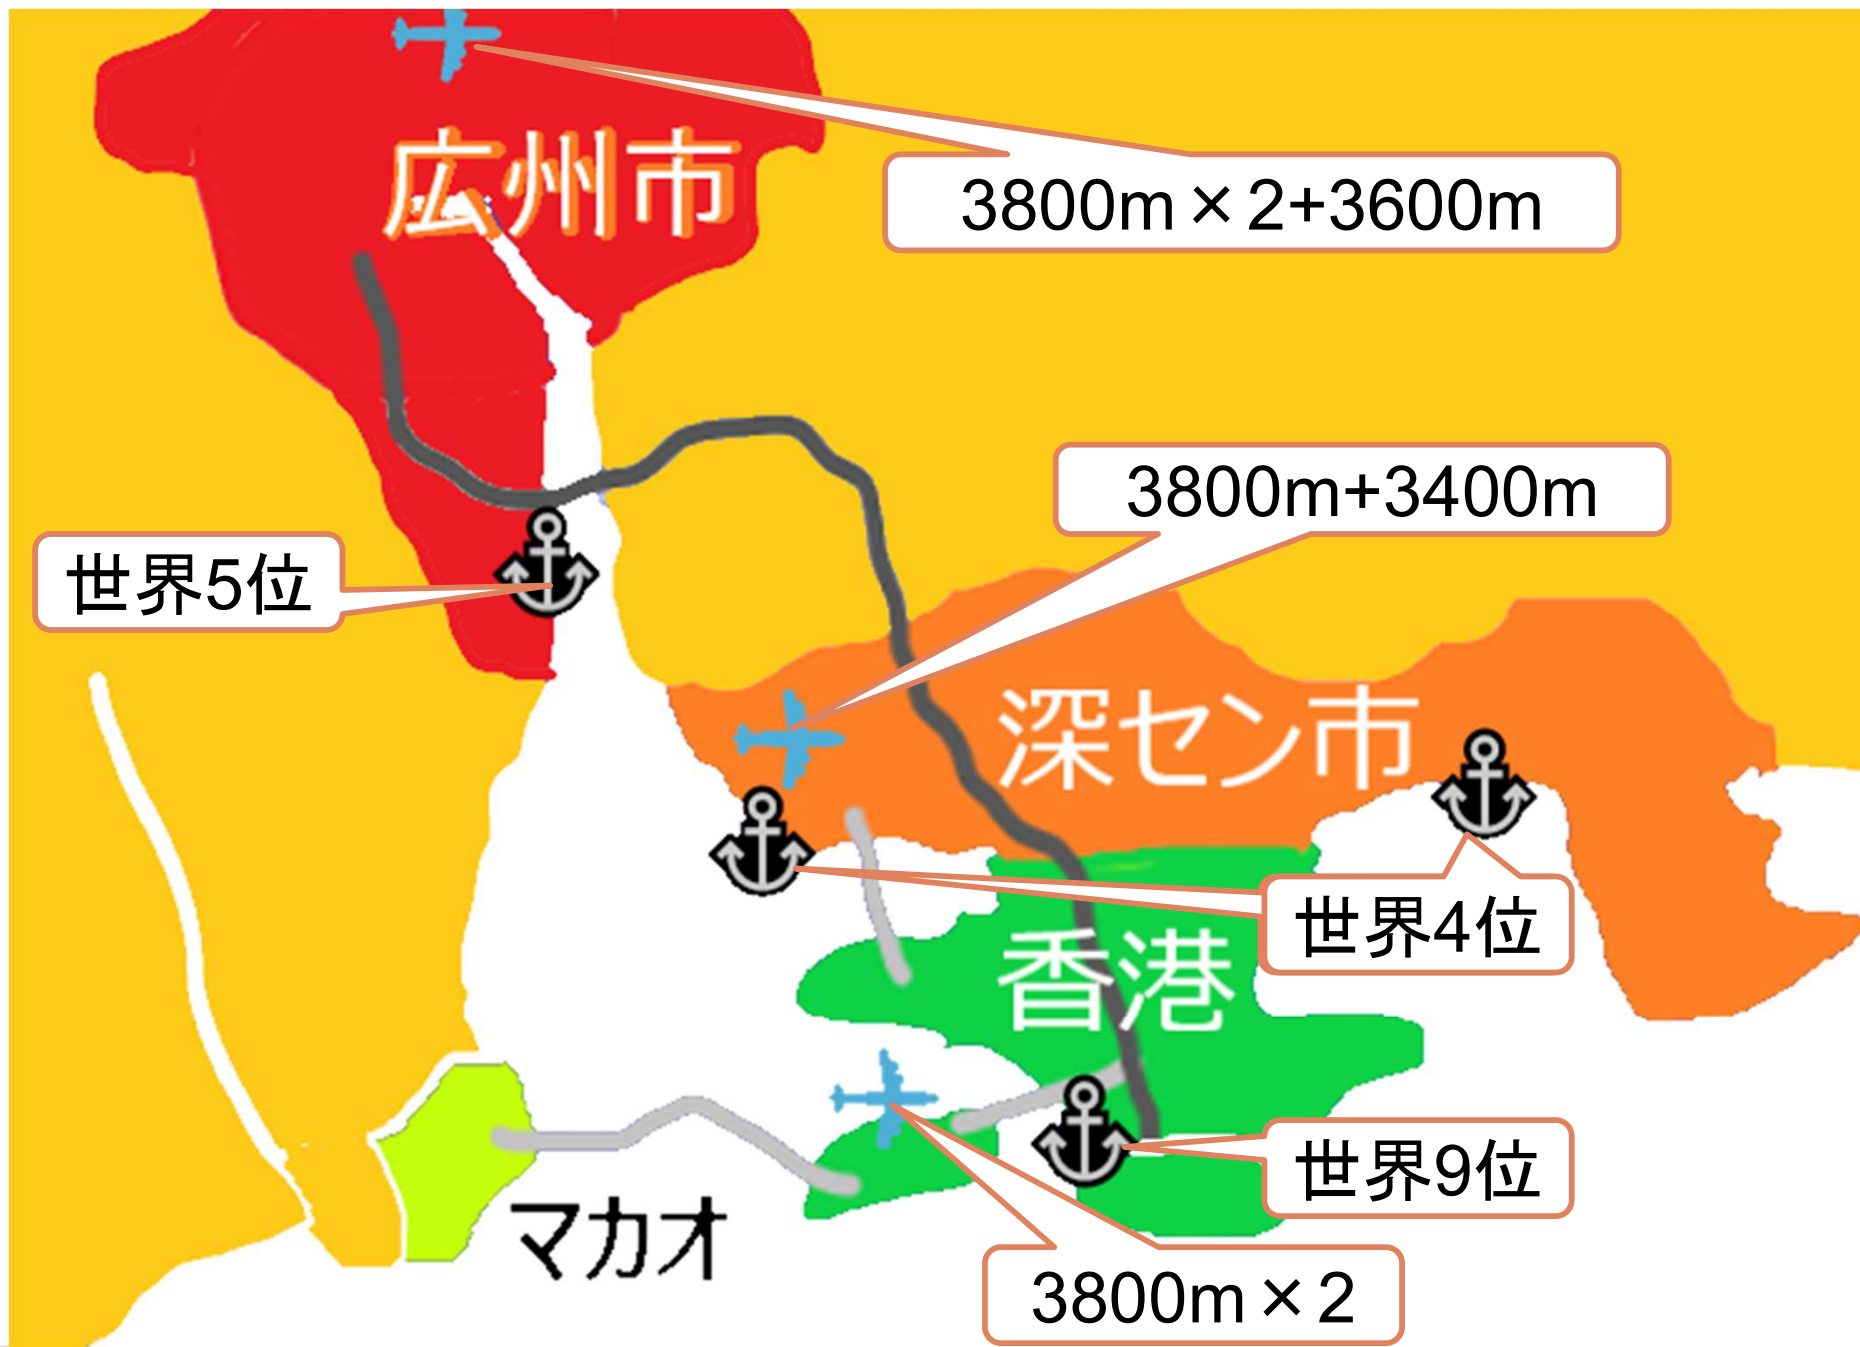 広州市
3800m×2+3600m
3800m+3400m
世界5位
深セン市
世界4位
香港
世界9位
マカオ
3800m×2